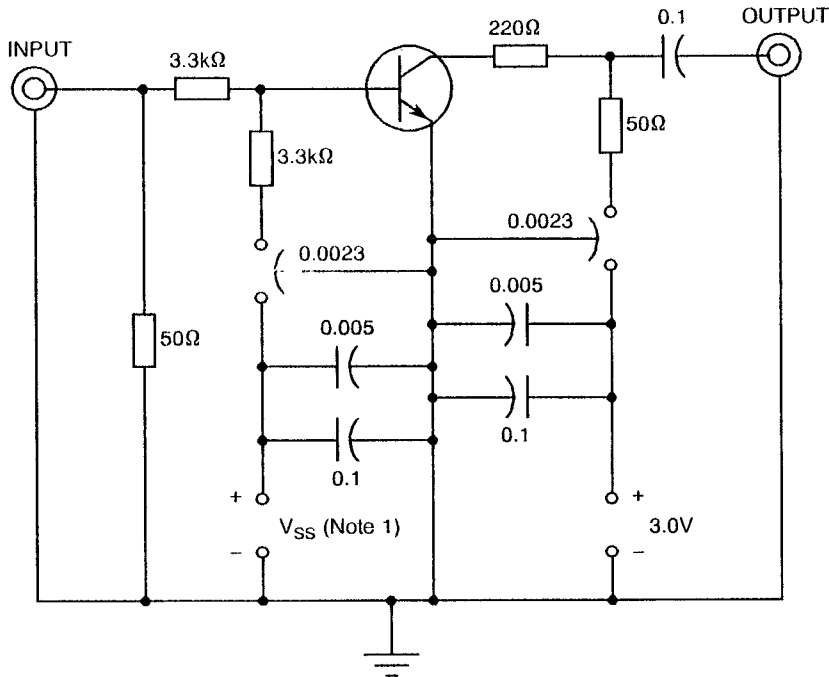 INPUT
3.3kΩ
220Ω
0.1
OUTPUT
3.3kΩ
50Ω
0.0023
0.0023
0.005
0.005
50Ω
0.1
0.1
+
VSS (Note 1)
–
+
3.0V
–